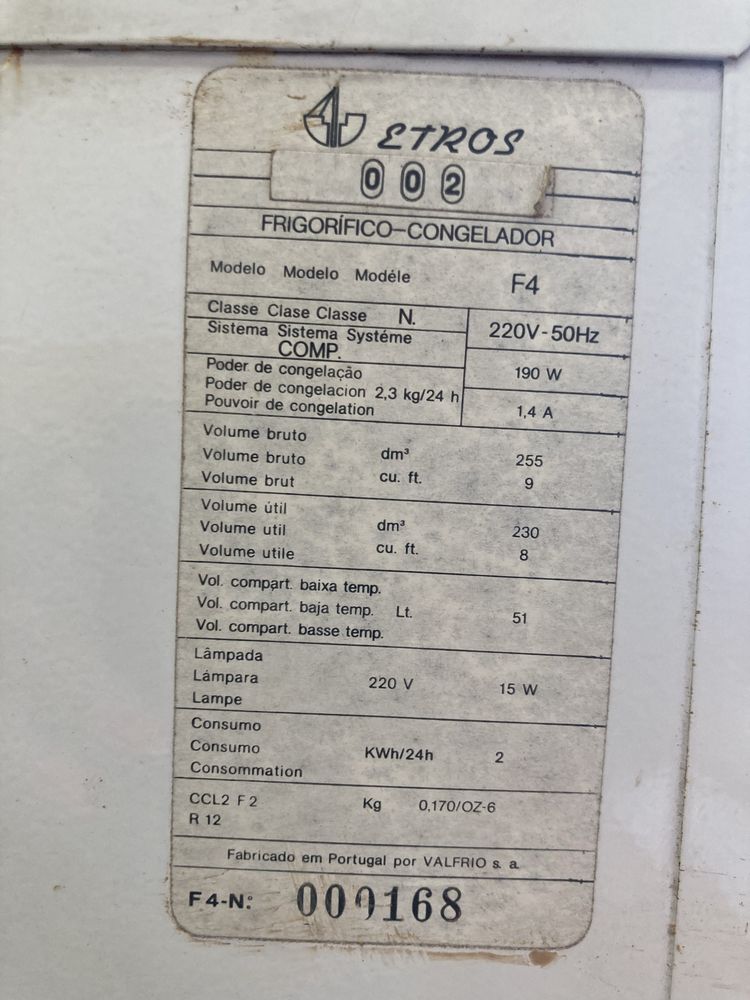 ETROS
002
FRIGORÍFICO-CONGELADOR
Modelo Modelo Modéle F4
Classe Clase Classe N.
Sistema Sistema Systéme
COMP.
220V-50Hz
Poder de congelação
Poder de congelacion 2,3 kg/24 h
Pouvoir de congelation
190 W
1,4 A
Volume bruto
Volume bruto dm³ 255
Volume brut cu. ft. 9
Volume útil
Volume util dm³ 230
Volume utile cu. ft. 8
Vol. compart. baixa temp.
Vol. compart. baja temp. Lt. 51
Vol. compart. basse temp.
Lâmpada
Lámpara 220 V 15 W
Lampe
Consumo
Consumo KWh/24h 2
Consommation
CCL2 F2 Kg 0,170/OZ-6
R 12
Fabricado em Portugal por VALFRIO s. a.
F4-N: 000168